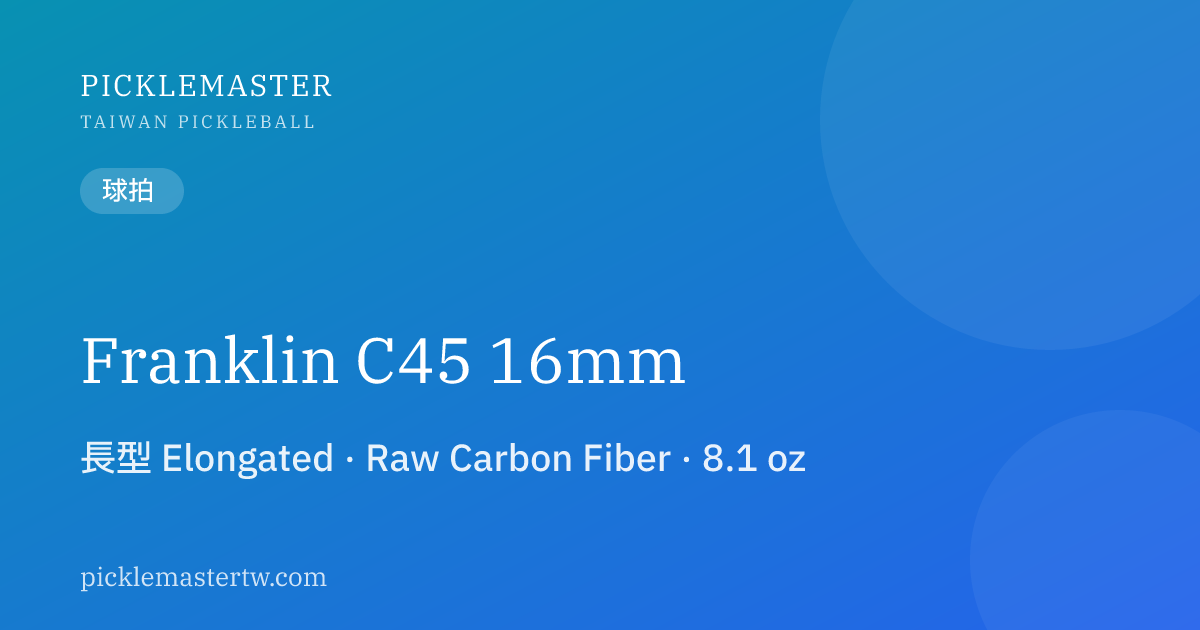 PICKLEMASTER
TAIWAN PICKLEBALL
球拍
Franklin C45 16mm
長型 Elongated · Raw Carbon Fiber · 8.1 oz
picklemastertw.com